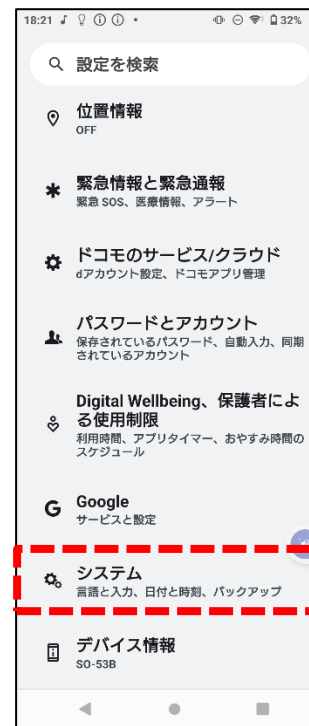 18:21
32%
設定を検索
位置情報
OFF
緊急情報と緊急通報
緊急 SOS、医療情報、アラート
ドコモのサービス/クラウド
dアカウント設定、ドコモアプリ管理
パスワードとアカウント
保存されているパスワード、自動入力、同期
されているアカウント
Digital Wellbeing、保護者によ
る使用制限
利用時間、アプリタイマー、おやすみ時間の
スケジュール
Google
サービスと設定
システム
言語と入力、日付と時刻、バックアップ
デバイス情報
SO-53B